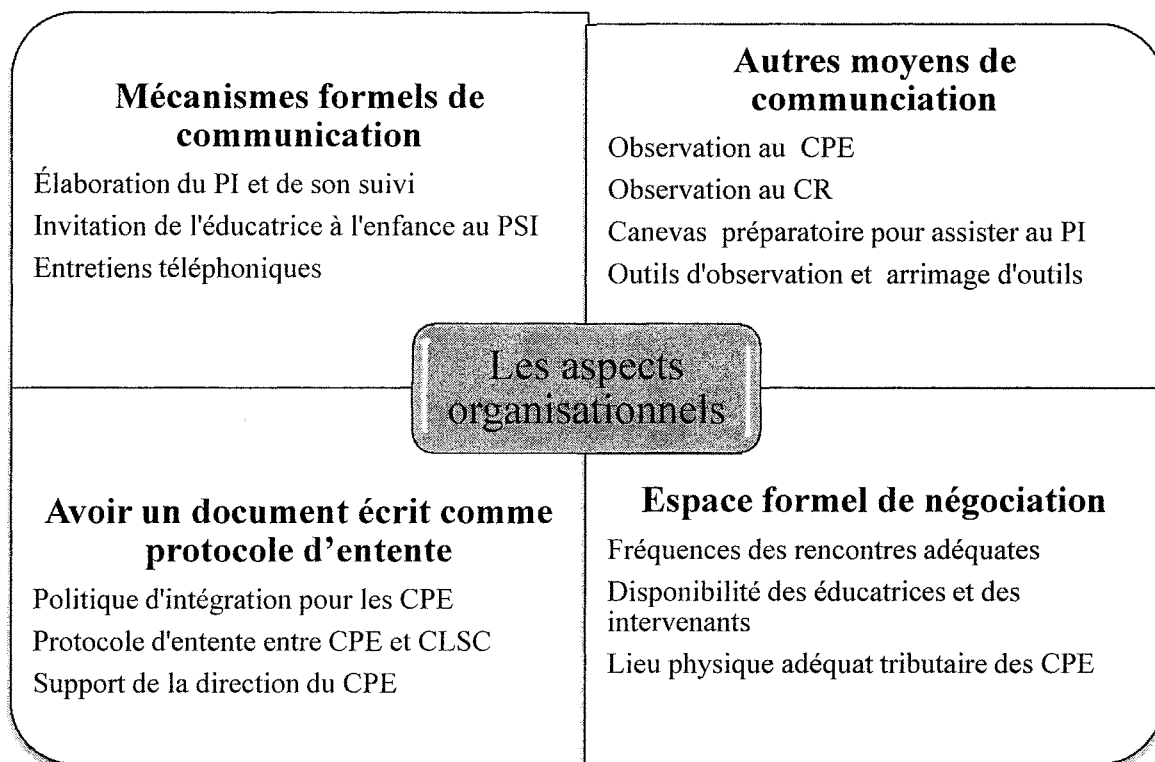 Mécanismes formels de
communication
Élaboration du PI et de son suivi
Invitation de l'éducatrice à l'enfance au PSI
Entretiens téléphoniques
Autres moyens de
communciation
Observation au CPE
Observation au CR
Canevas préparatoire pour assister au PI
Outils d'observation et arrimage d'outils
Les aspects
organisationnels
Avoir un document écrit comme
protocole d'entente
Politique d'intégration pour les CPE
Protocole d'entente entre CPE et CLSC
Support de la direction du CPE
Espace formel de négociation
Fréquences des rencontres adéquates
Disponibilité des éducatrices et des
intervenants
Lieu physique adéquat tributaire des CPE